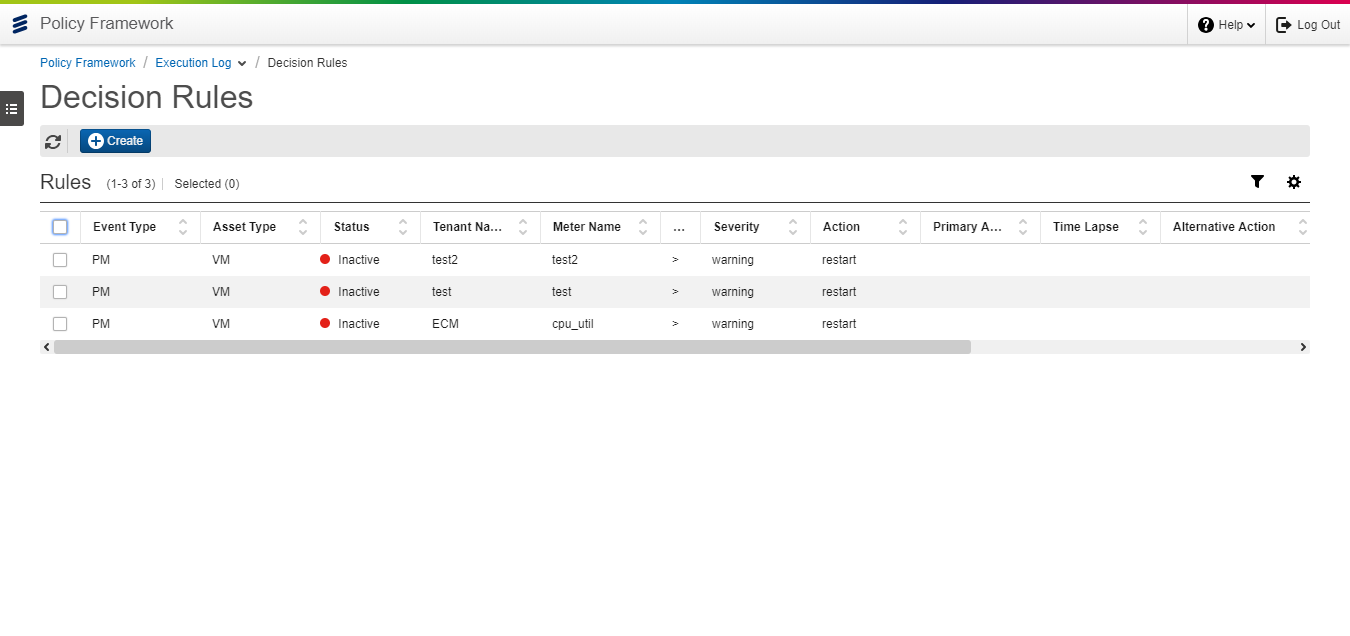 Policy Framework
Help
Log Out
Policy Framework / Execution Log / Decision Rules
Decision Rules
Create
Rules (1-3 of 3) Selected (0)
Event Type Asset Type Status Tenant Na... Meter Name ... Severity Action Primary A... Time Lapse Alternative Action
PM VM Inactive test2 test2 > warning restart
PM VM Inactive test test > warning restart
PM VM Inactive ECM cpu_util > warning restart